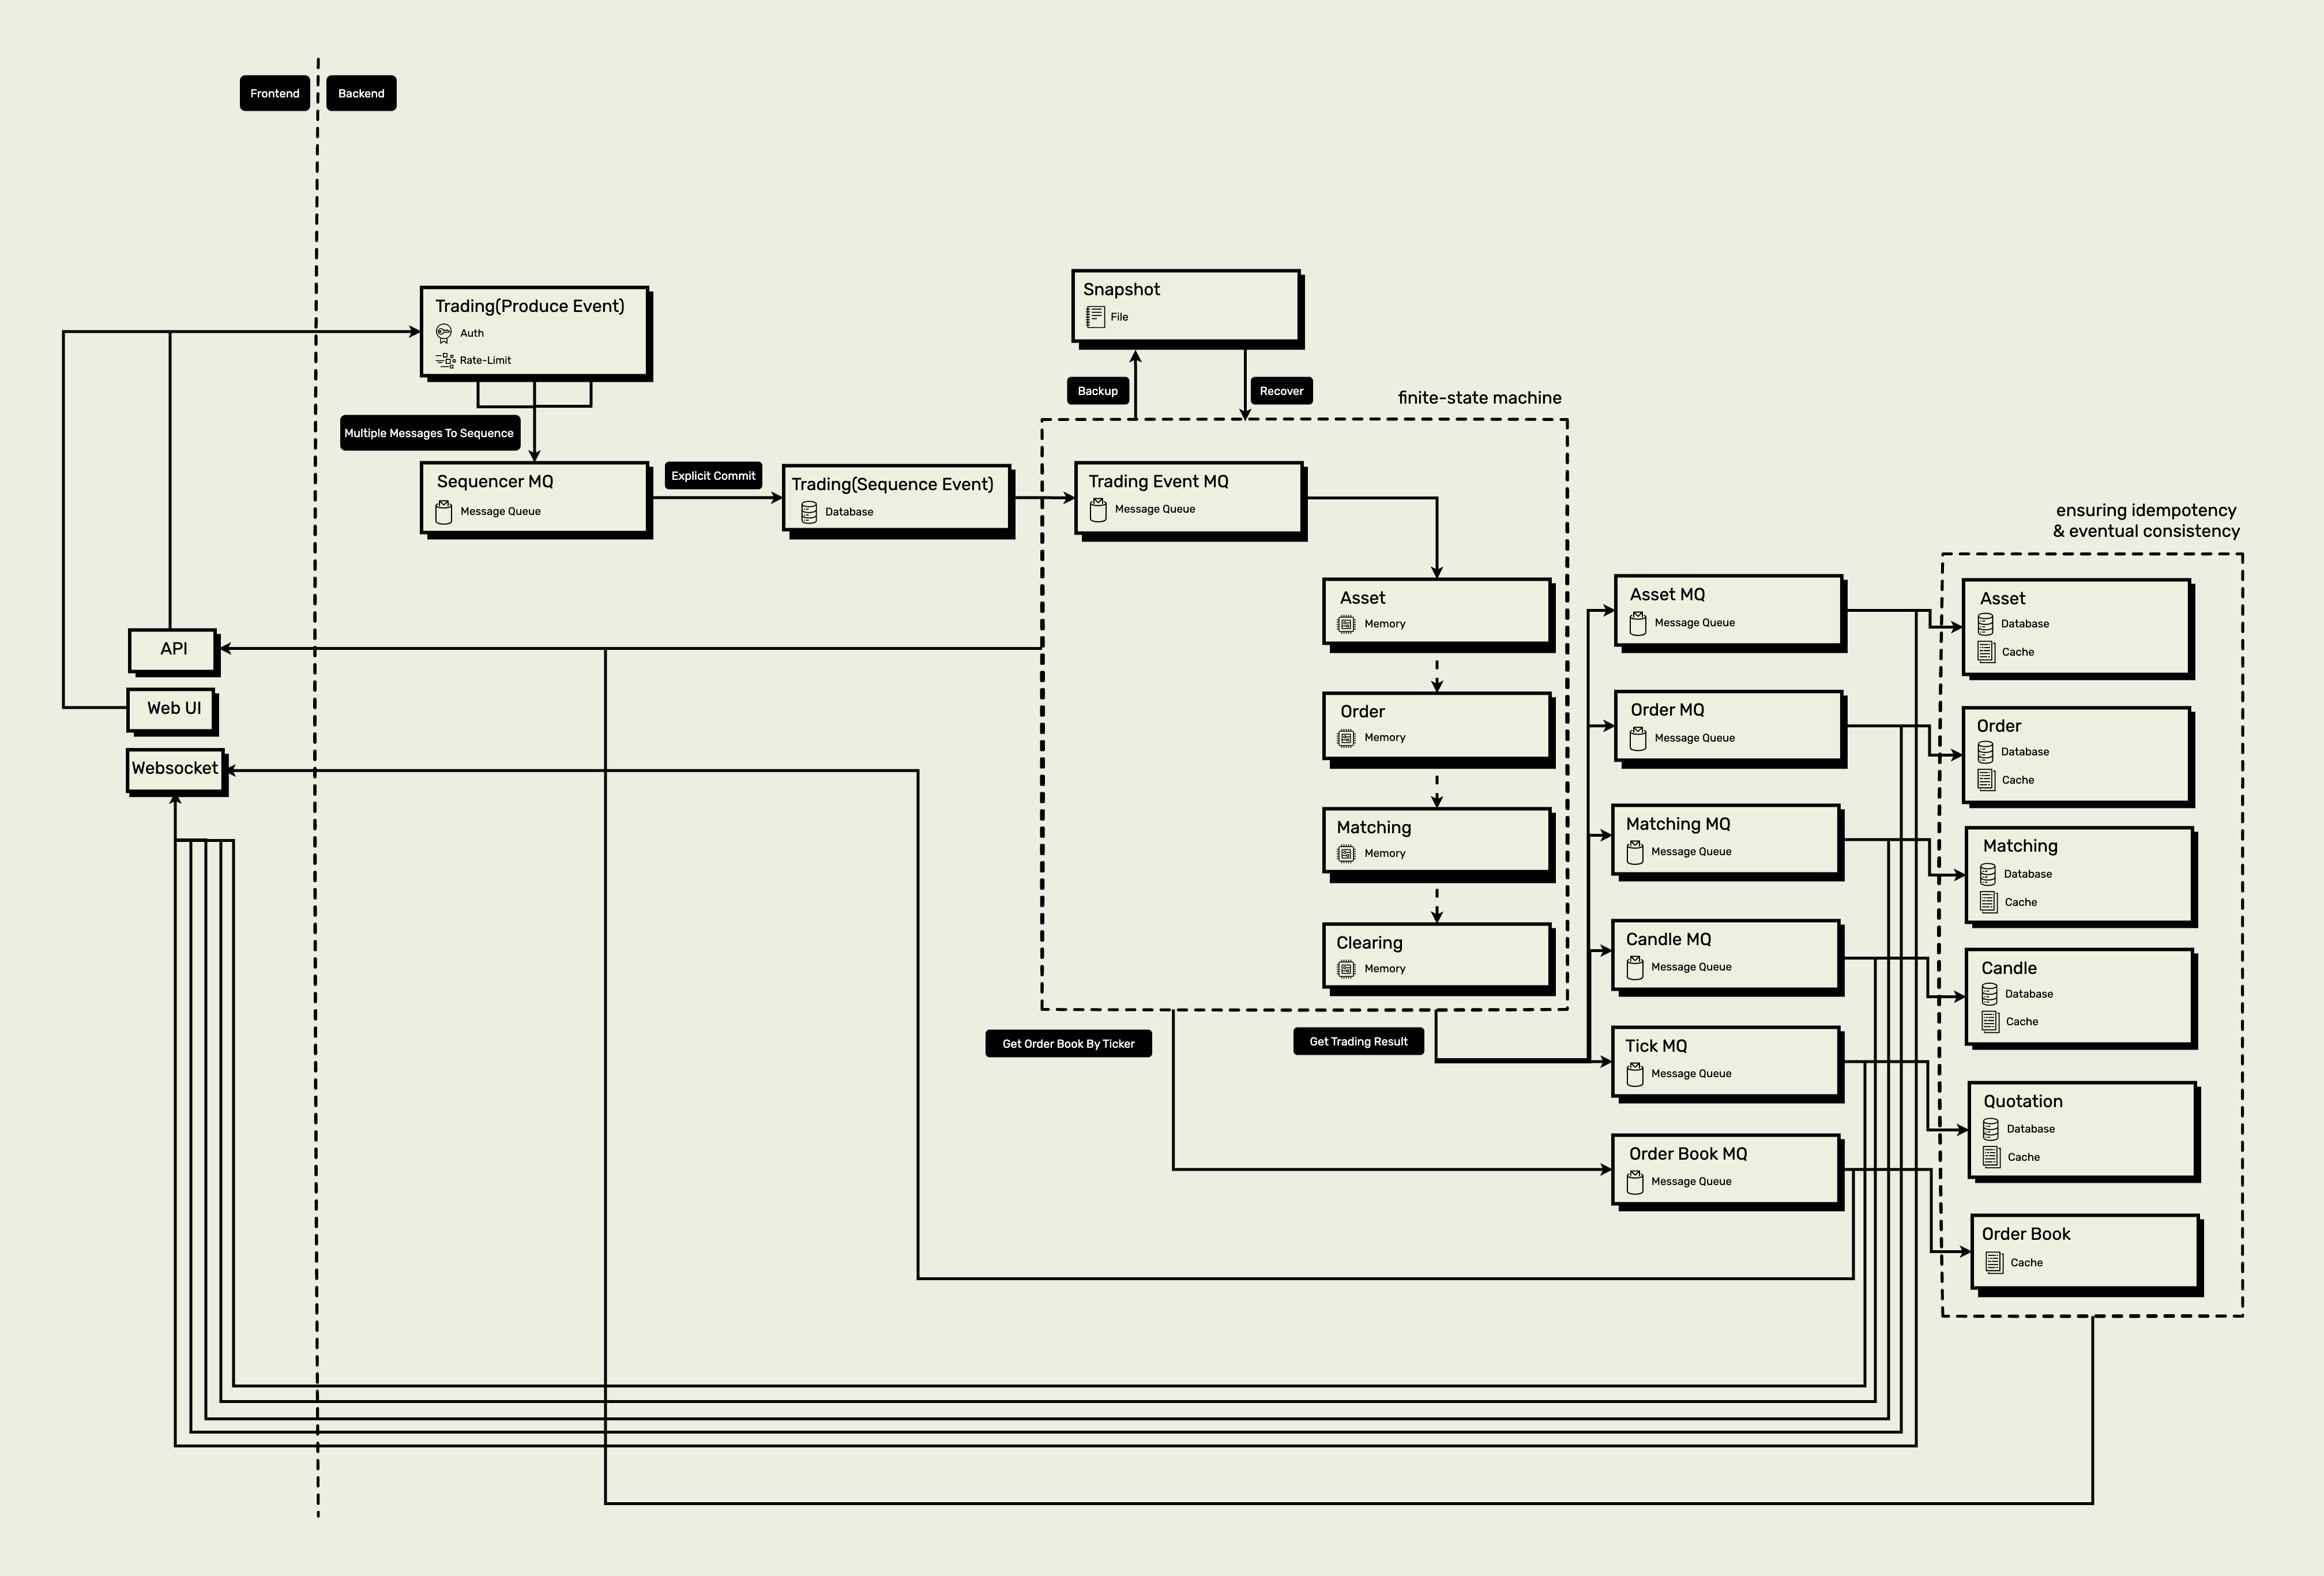 Frontend
Backend
Trading(Produce Event)
Auth
Rate-Limit
Multiple Messages To Sequence
Sequencer MQ
Message Queue
Explicit Commit
Trading(Sequence Event)
Database
Snapshot
File
Backup
Recover
finite-state machine
Trading Event MQ
Message Queue
Asset
Memory
Order
Memory
Matching
Memory
Clearing
Memory
API
Web UI
Websocket
Get Order Book By Ticker
Get Trading Result
Asset MQ
Message Queue
Order MQ
Message Queue
Matching MQ
Message Queue
Candle MQ
Message Queue
Tick MQ
Message Queue
Order Book MQ
Message Queue
ensuring idempotency
& eventual consistency
Asset
Database
Cache
Order
Database
Cache
Matching
Database
Cache
Candle
Database
Cache
Quotation
Database
Cache
Order Book
Cache